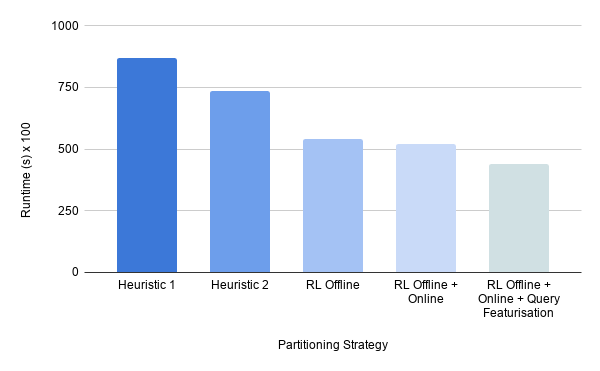 1000
750
500
250
0
Runtime (s) x 100
Heuristic 1
Heuristic 2
RL Offline
RL Offline +
Online
RL Offline +
Online + Query
Featurisation
Partitioning Strategy